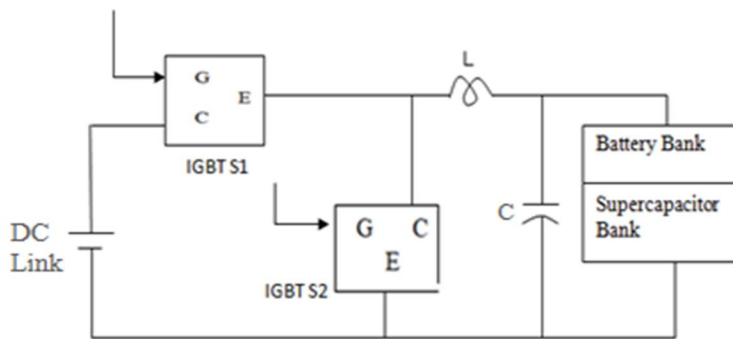 G
E
C
IGBT S1
L
Battery Bank
Supercapacitor
Bank
C
G C
E
IGBT S2
DC
Link